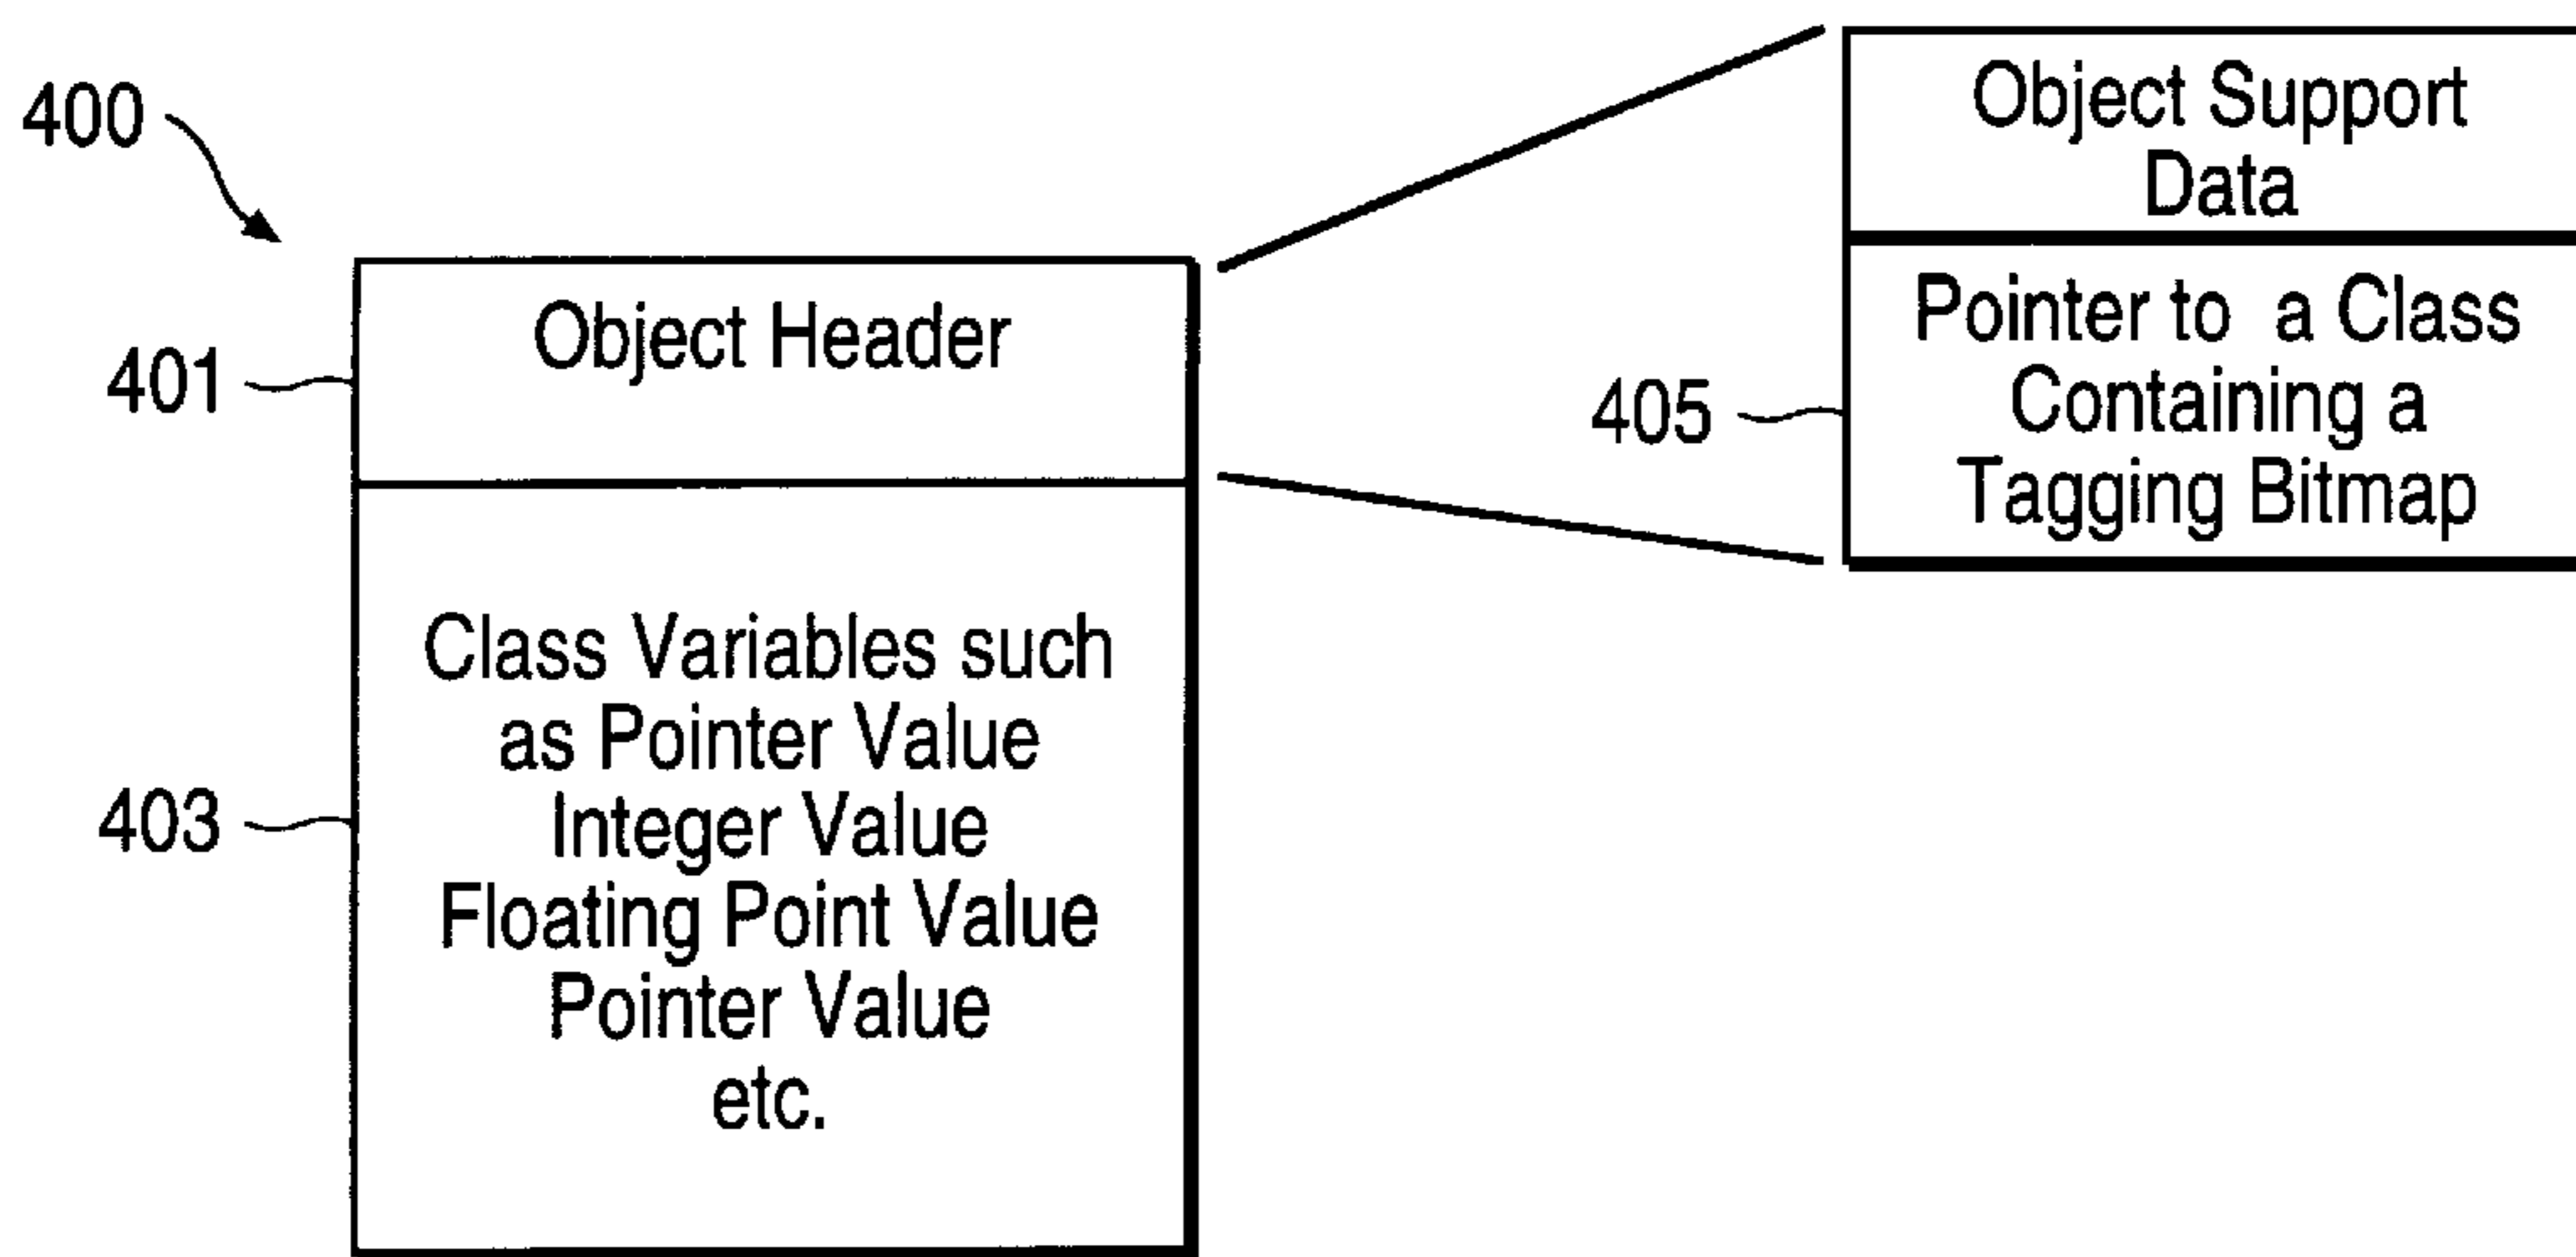 400
401
Object Header
403
Class Variables such
as Pointer Value
Integer Value
Floating Point Value
Pointer Value
etc.
Object Support
Data
405
Pointer to a Class
Containing a
Tagging Bitmap